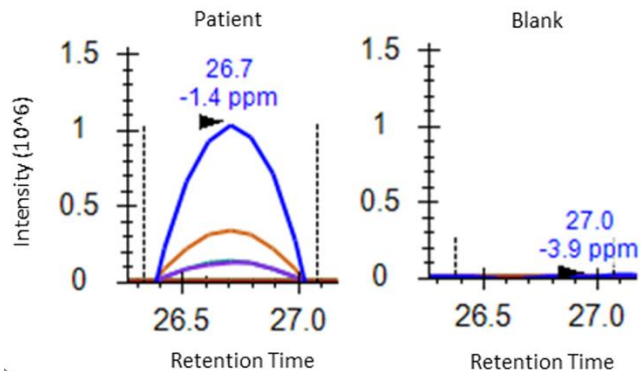 Patient
Blank
Intensity (10^6)
1.5
1
0.5
0
26.7
-1.4 ppm
26.5
27.0
Retention Time
1.5
1
0.5
0
27.0
-3.9 ppm
26.5
27.0
Retention Time